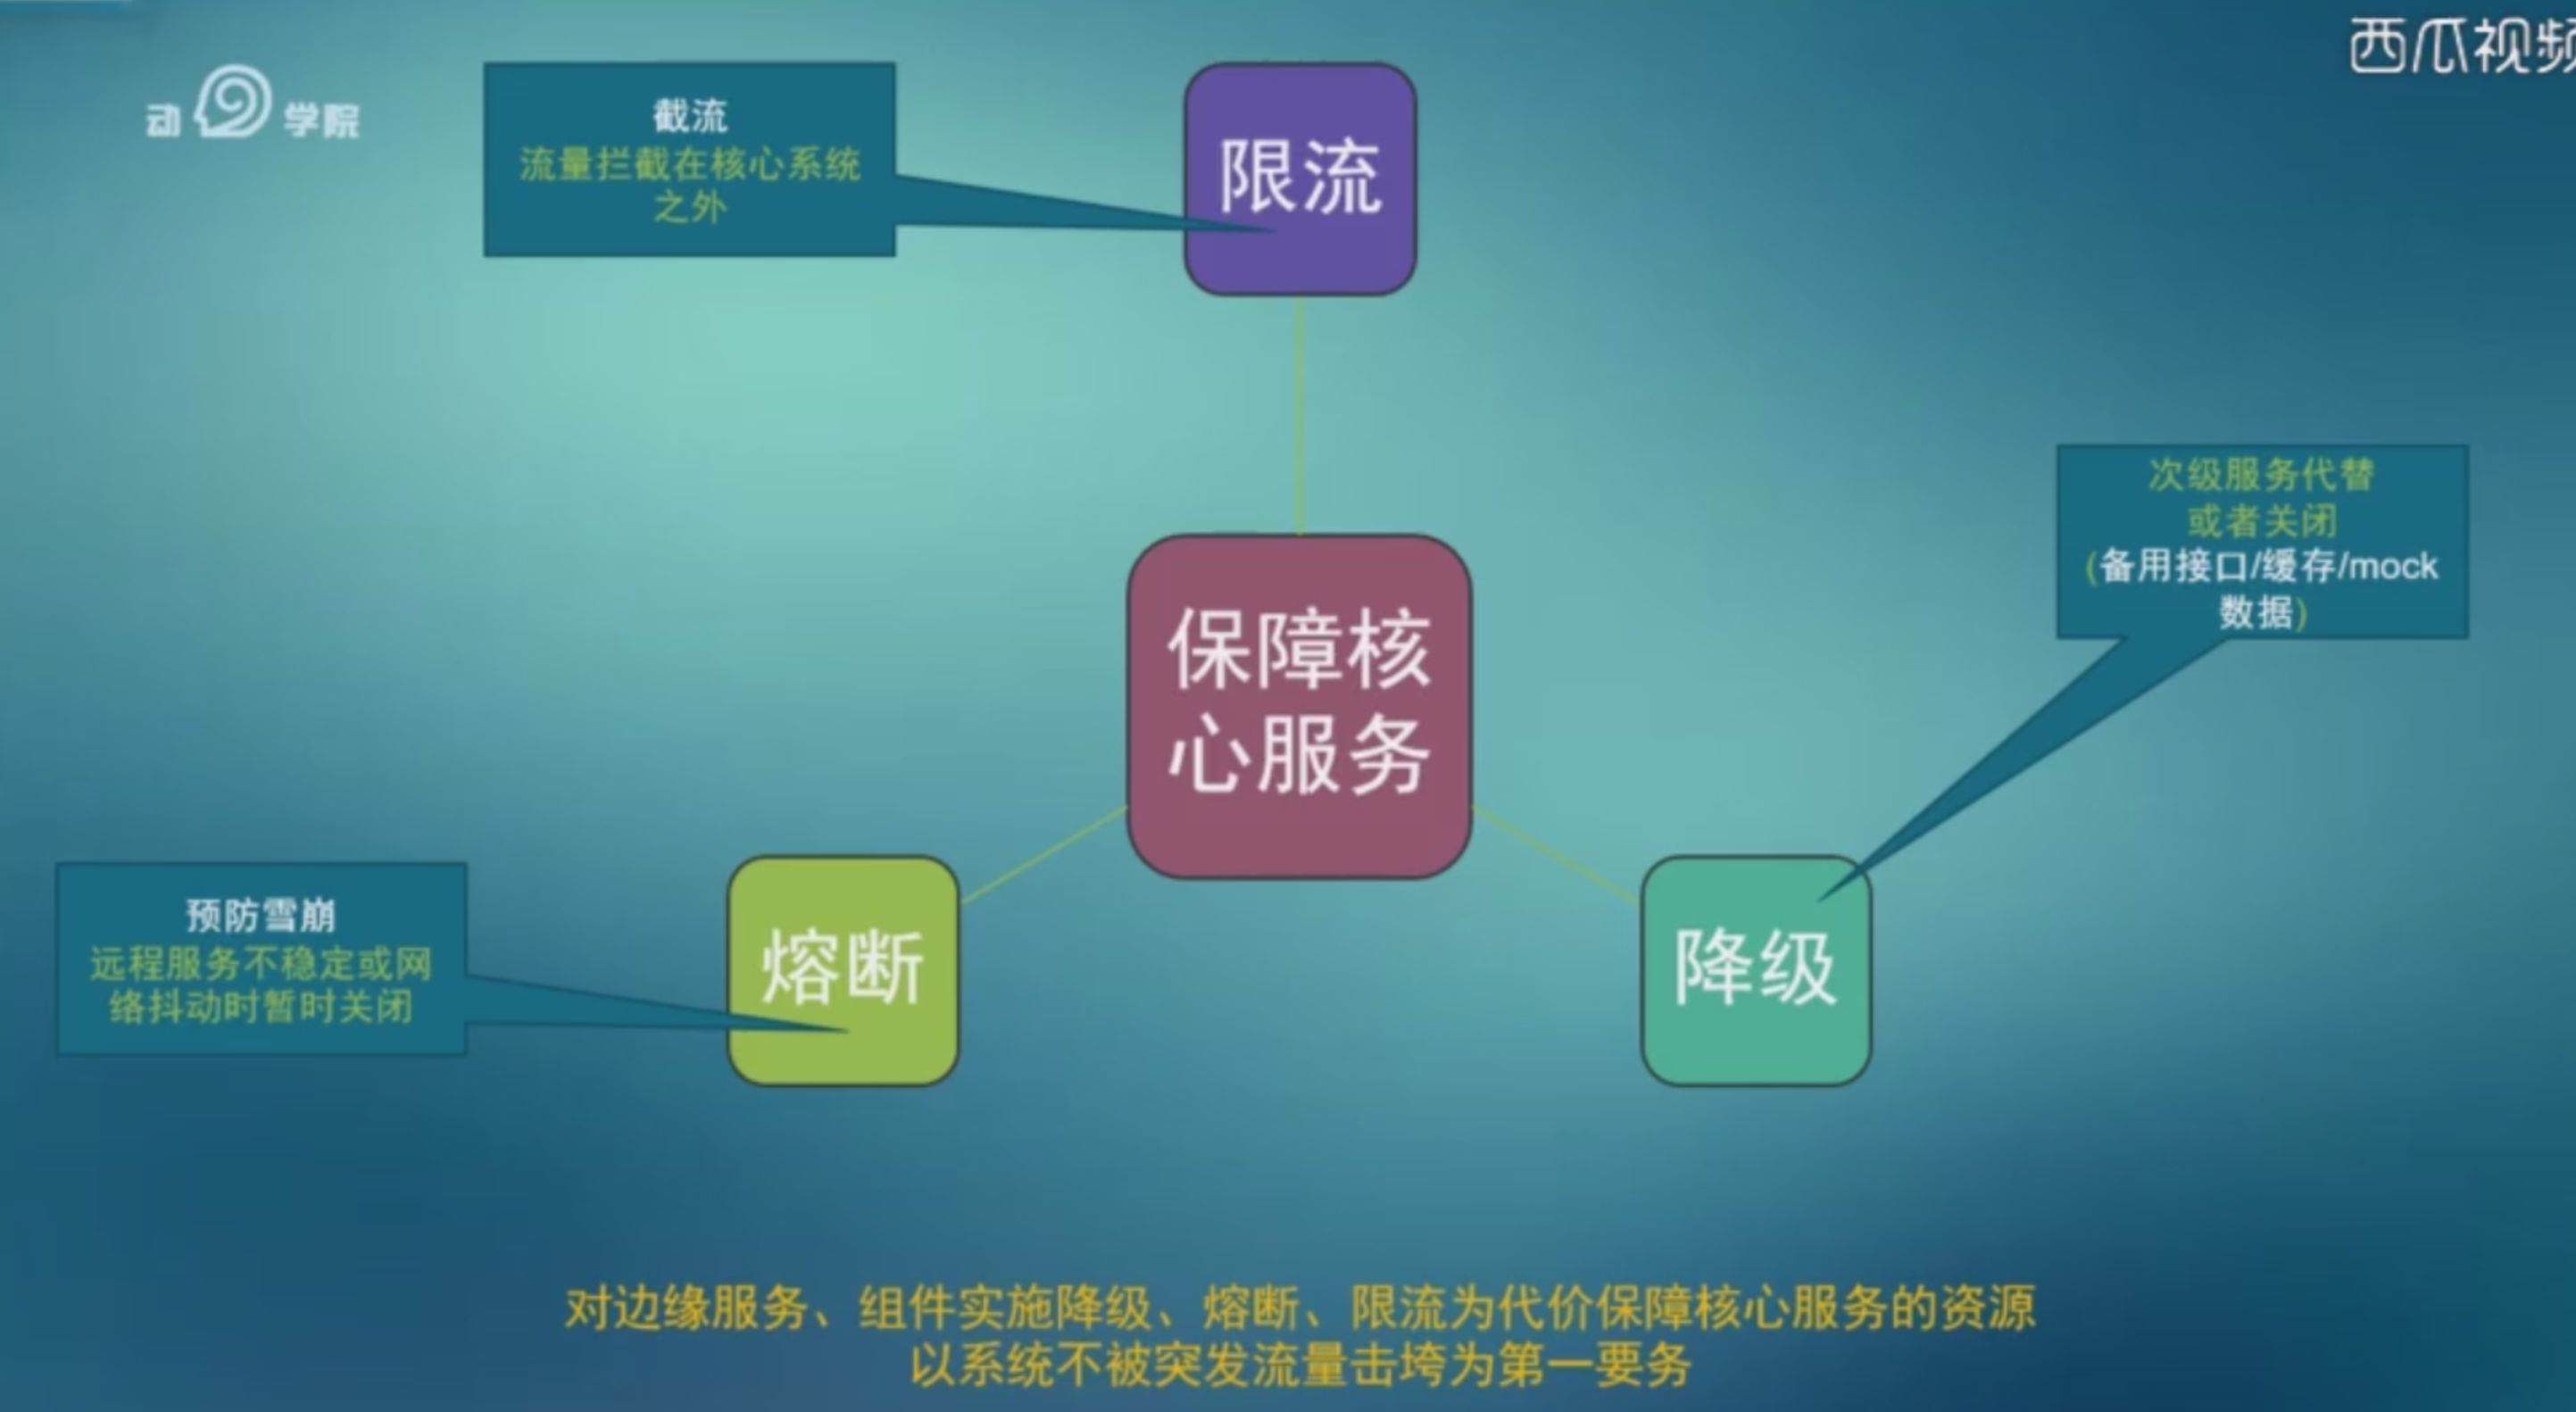 西瓜视频
动 学院
截流
流量拦截在核心系统
之外
限流
次级服务代替
或者关闭
(备用接口/缓存/mock
数据)
保障核
心服务
预防雪崩
远程服务不稳定或网
络抖动时暂时关闭
熔断
降级
对边缘服务、组件实施降级、熔断、限流为代价保障核心服务的资源
以系统不被突发流量击垮为第一要务